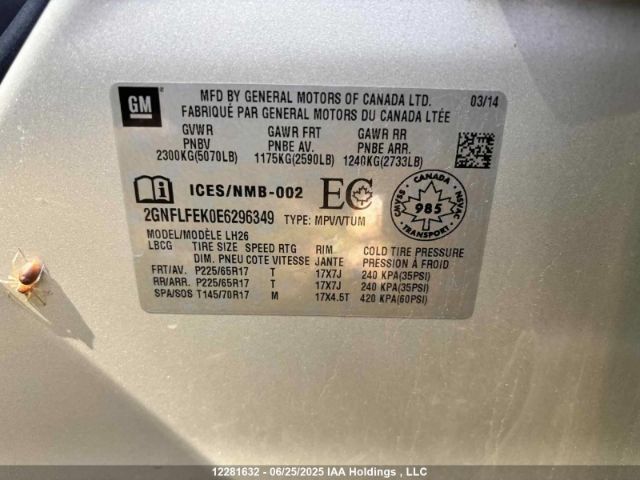 GM
MFD BY GENERAL MOTORS OF CANADA LTD. 03/14
FABRIQUÉ PAR GENERAL MOTORS DU CANADA LTÉE
GVWR GAWR FRT GAWR RR
PNBV PNBE AV. PNBE ARR.
2300KG(5070LB) 1175KG(2590LB) 1240KG(2733LB)
i ICES/NMB-002 EC
CANADA
CMVSS NSVAC
985
TRANSPORT
2GNFLFEK0E6296349 TYPE: MPV/VTUM
MODEL/MODÈLE LH26
LBCG TIRE SIZE SPEED RTG RIM COLD TIRE PRESSURE
DIM. PNEU COTE VITESSE JANTE PRESSION À FROID
FRT/AV. P225/65R17 T 17X7J 240 KPA(35PSI)
RR/ARR. P225/65R17 T 17X7J 240 KPA(35PSI)
SPA/SOS T145/70R17 M 17X4.5T 420 KPA(60PSI)
12281632 - 06/25/2025 IAA Holdings , LLC